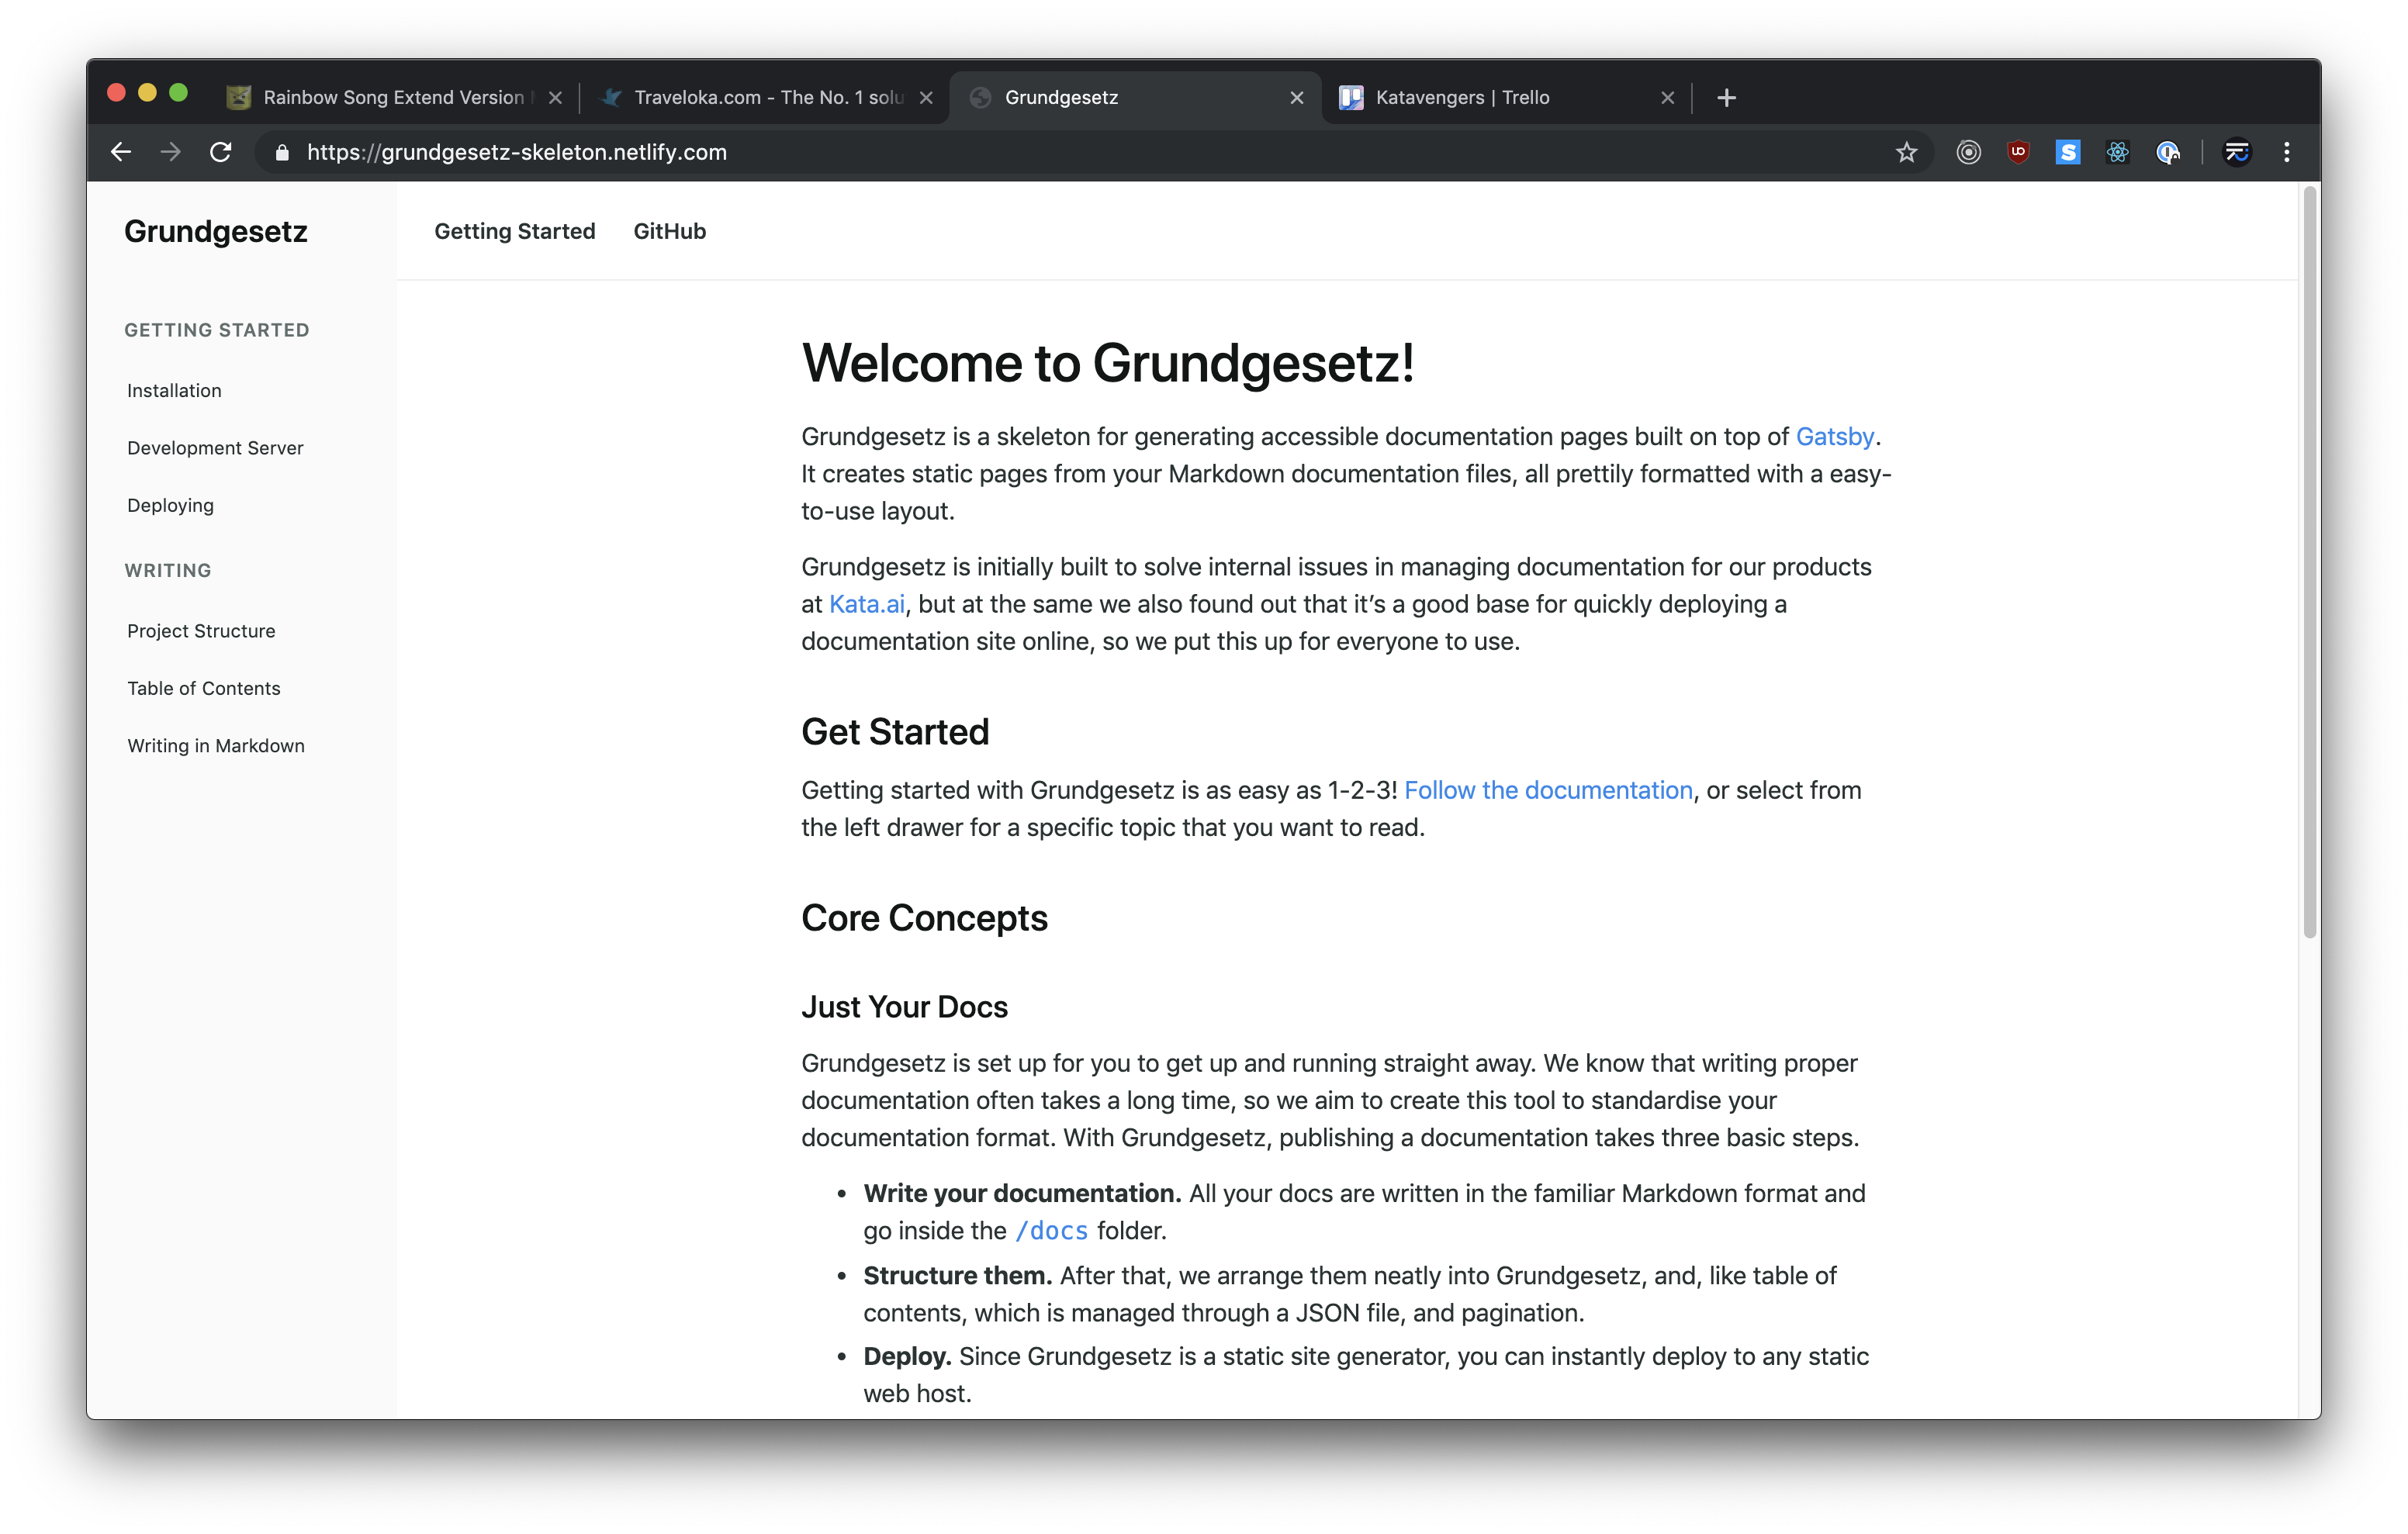 Rainbow Song Extend Version
Traveloka.com - The No. 1 solu
Grundgesetz
Katavengers | Trello
https://grundgesetz-skeleton.netlify.com
Grundgesetz
Getting Started
GitHub
GETTING STARTED
Installation
Development Server
Deploying
WRITING
Project Structure
Table of Contents
Writing in Markdown
Welcome to Grundgesetz!
Grundgesetz is a skeleton for generating accessible documentation pages built on top of Gatsby.
It creates static pages from your Markdown documentation files, all prettily formatted with a easy-
to-use layout.
Grundgesetz is initially built to solve internal issues in managing documentation for our products
at Kata.ai, but at the same we also found out that it’s a good base for quickly deploying a
documentation site online, so we put this up for everyone to use.
Get Started
Getting started with Grundgesetz is as easy as 1-2-3! Follow the documentation, or select from
the left drawer for a specific topic that you want to read.
Core Concepts
Just Your Docs
Grundgesetz is set up for you to get up and running straight away. We know that writing proper
documentation often takes a long time, so we aim to create this tool to standardise your
documentation format. With Grundgesetz, publishing a documentation takes three basic steps.
• Write your documentation. All your docs are written in the familiar Markdown format and
go inside the /docs folder.
• Structure them. After that, we arrange them neatly into Grundgesetz, and, like table of
contents, which is managed through a JSON file, and pagination.
• Deploy. Since Grundgesetz is a static site generator, you can instantly deploy to any static
web host.